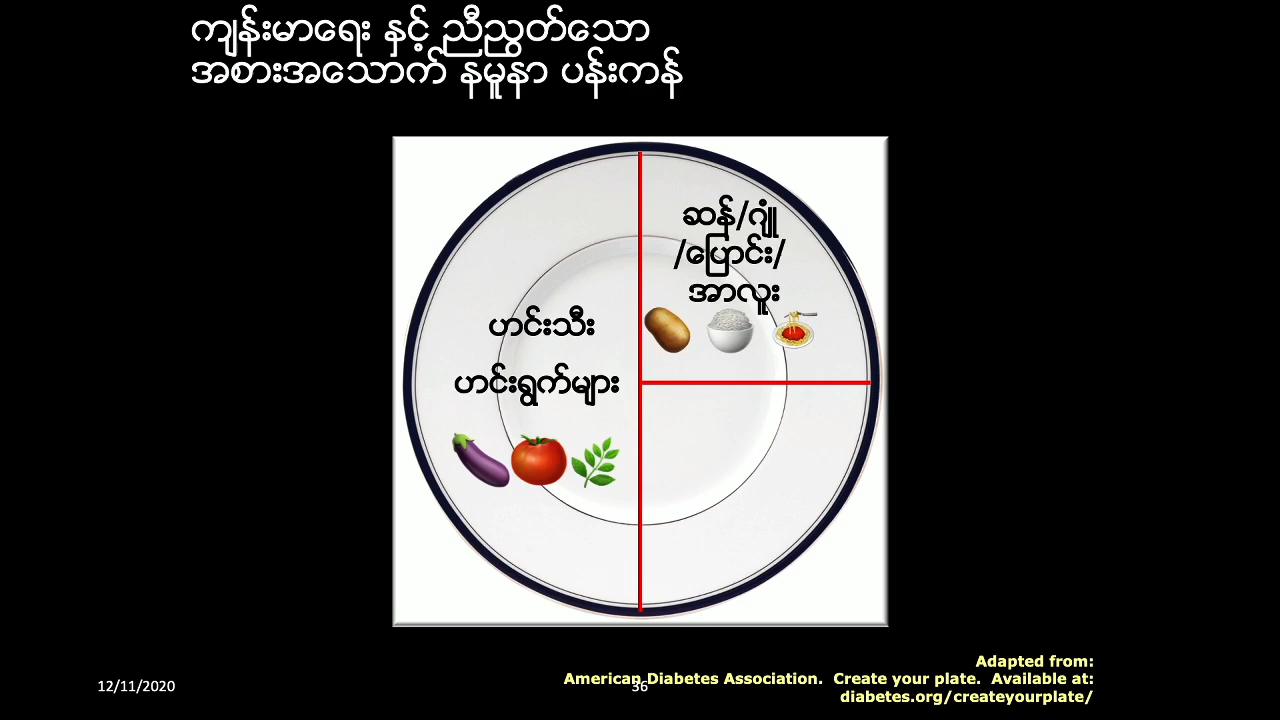 ကျန်းမာရေး နှင့် ညီညွတ်သော
အစားအသောက် နမူနာ ပန်းကန်
ဆန်/ဂျုံ
/ပြောင်း/
အာလူး
ဟင်းသီး
ဟင်းရွက်များ
Adapted from:
American Diabetes Association. Create your plate. Available at:
diabetes.org/createyourplate/
12/11/2020
36